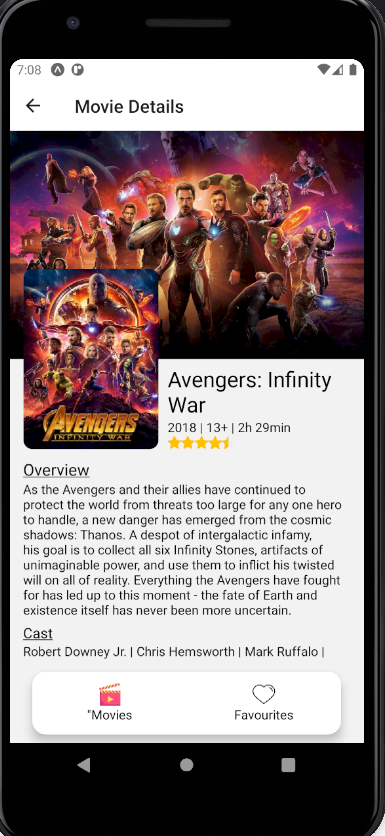 7:08
Movie Details
AVENGERS
INFINITY WAR
Avengers: Infinity
War
2018 | 13+ | 2h 29min
Overview
As the Avengers and their allies have continued to
protect the world from threats too large for any one hero
to handle, a new danger has emerged from the cosmic
shadows: Thanos. A despot of intergalactic infamy,
his goal is to collect all six Infinity Stones, artifacts of
unimaginable power, and use them to inflict his twisted
will on all of reality. Everything the Avengers have fought
for has led up to this moment - the fate of Earth and
existence itself has never been more uncertain.
Cast
Robert Downey Jr. | Chris Hemsworth | Mark Ruffalo |
"Movies
Favourites